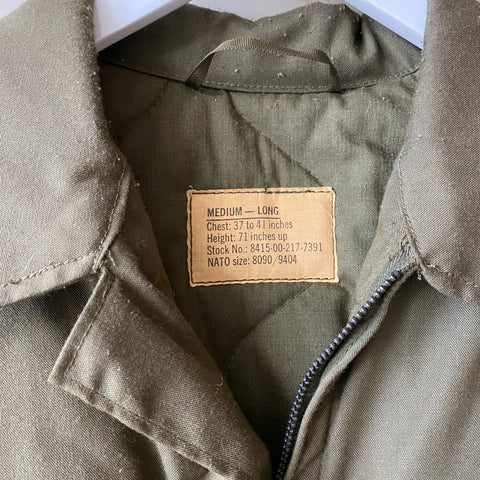 MEDIUM — LONG
Chest: 37 to 41 inches
Height: 71 inches up
Stock No.: 8415-00-217-7391
NATO size: 8090/9404